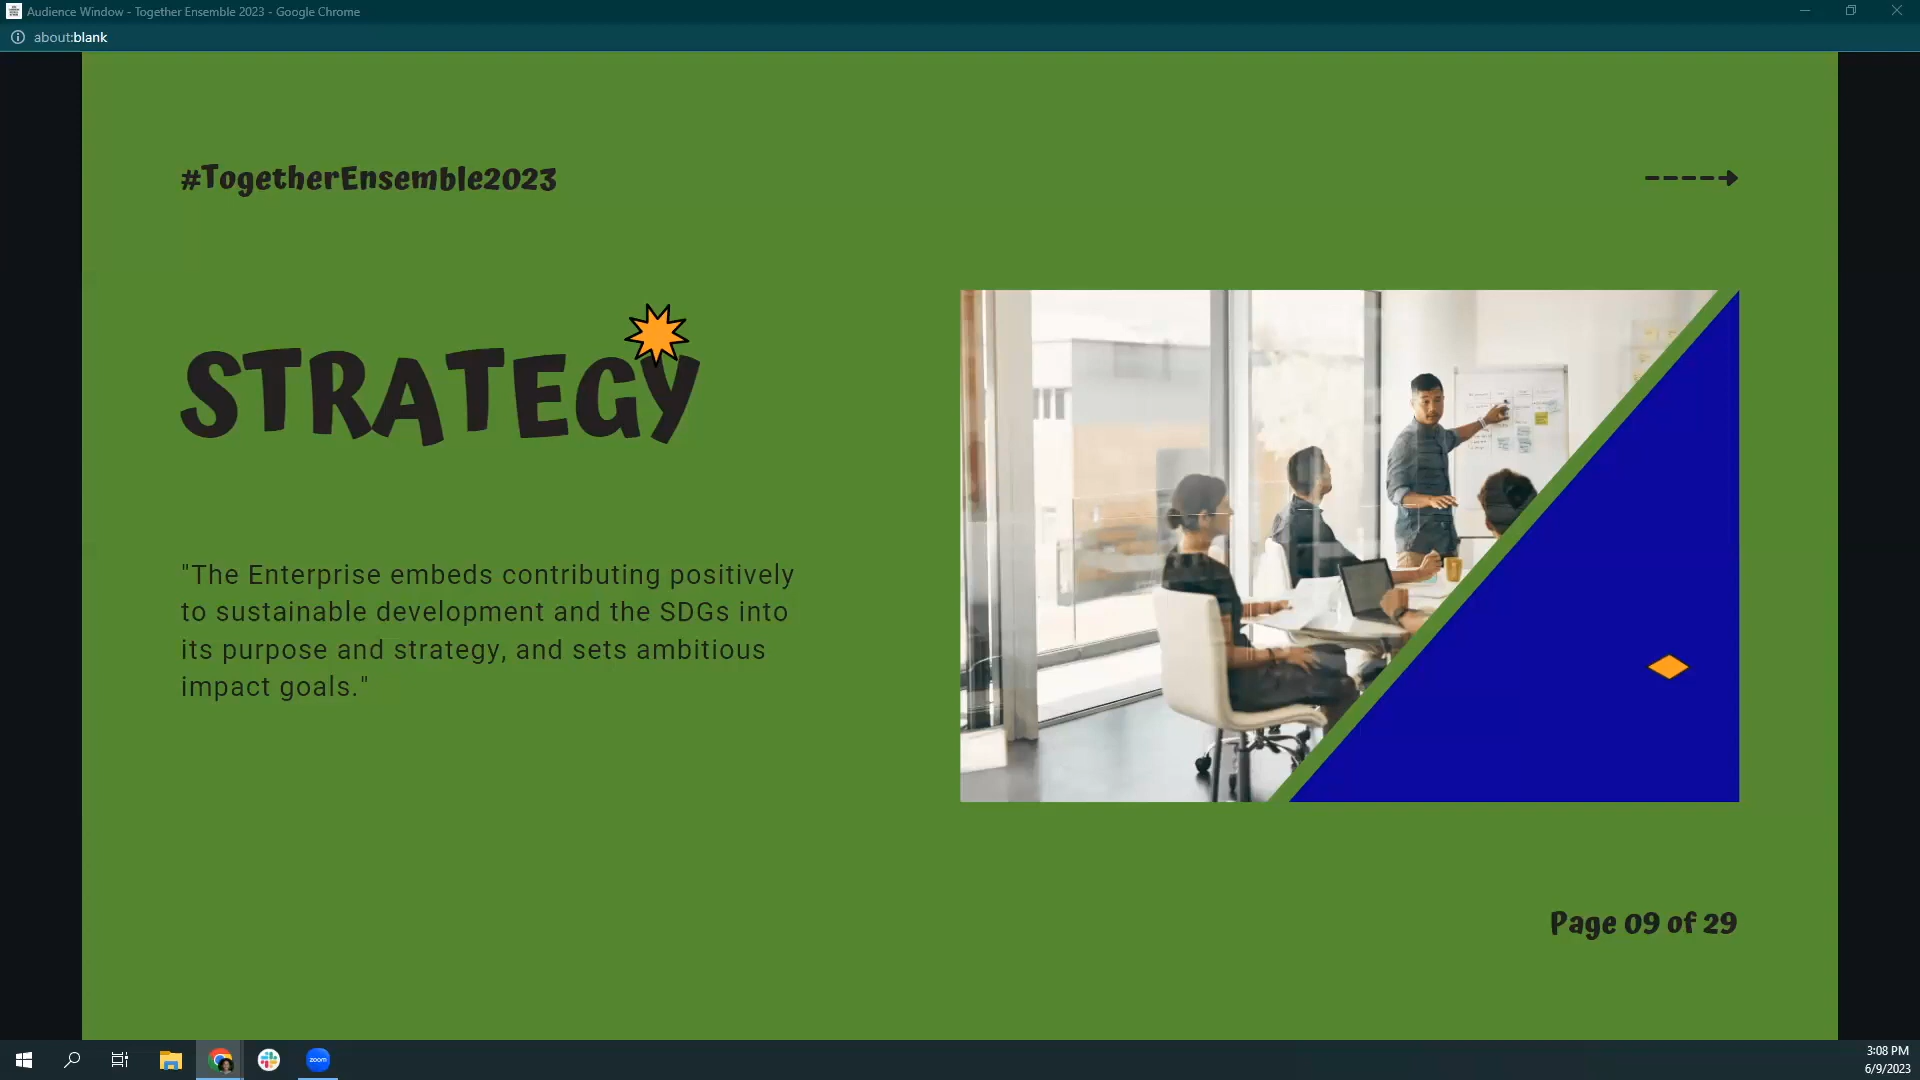 Audience Window - Together Ensemble 2023 - Google Chrome
about:blank
#TogetherEnsemble2023
STRATEGY
"The Enterprise embeds contributing positively
to sustainable development and the SDGs into
its purpose and strategy, and sets ambitious
impact goals."
Page 09 of 29
zoom
3:08 PM
6/9/2023